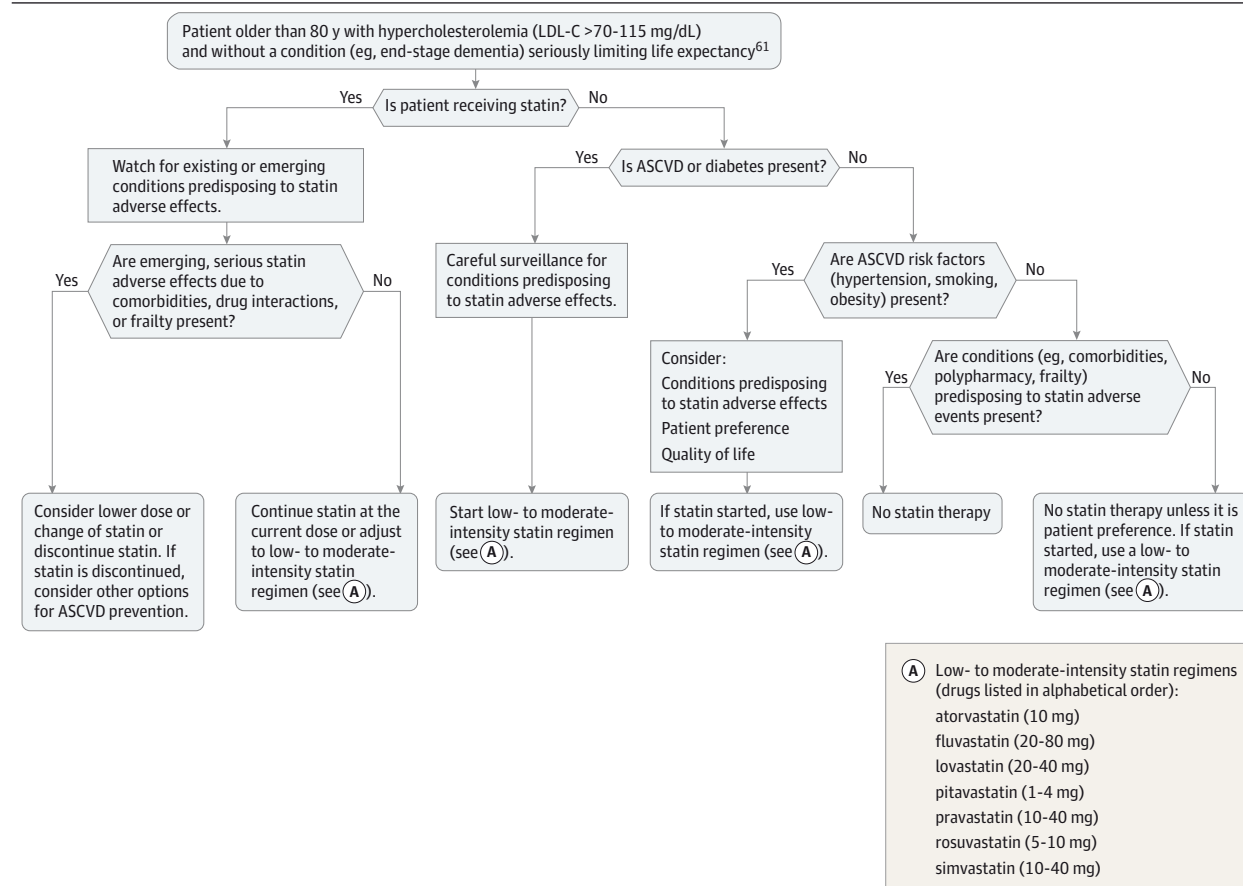 Patient older than 80 y with hypercholesterolemia (LDL-C >70-115 mg/dL)
and without a condition (eg, end-stage dementia) seriously limiting life expectancy61
Yes
Is patient receiving statin?
No
Watch for existing or emerging
conditions predisposing to statin
adverse effects.
Yes
Is ASCVD or diabetes present?
No
Yes
Are emerging, serious statin
adverse effects due to
comorbidities, drug interactions,
or frailty present?
No
Careful surveillance for
conditions predisposing
to statin adverse effects.
Yes
Are ASCVD risk factors
(hypertension, smoking,
obesity) present?
No
Consider:
Conditions predisposing
to statin adverse effects
Patient preference
Quality of life
Yes
Are conditions (eg, comorbidities,
polypharmacy, frailty)
predisposing to statin adverse
events present?
No
Consider lower dose or
change of statin or
discontinue statin. If
statin is discontinued,
consider other options
for ASCVD prevention.
Continue statin at the
current dose or adjust
to low- to moderate-
intensity statin
regimen (see A).
Start low- to moderate-
intensity statin regimen
(see A).
If statin started, use low-
to moderate-intensity
statin regimen (see A).
No statin therapy
No statin therapy unless it is
patient preference. If statin
started, use a low- to
moderate-intensity statin
regimen (see A).
A Low- to moderate-intensity statin regimens
(drugs listed in alphabetical order):
atorvastatin (10 mg)
fluvastatin (20-80 mg)
lovastatin (20-40 mg)
pitavastatin (1-4 mg)
pravastatin (10-40 mg)
rosuvastatin (5-10 mg)
simvastatin (10-40 mg)